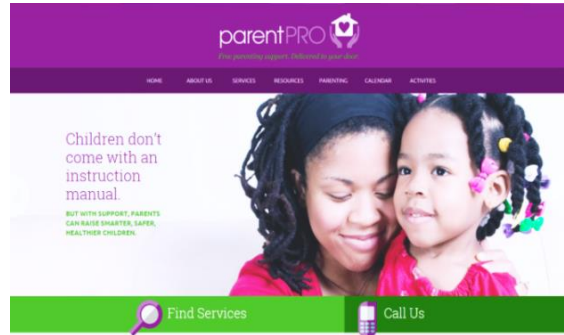 parentPRO
Free parenting support. Delivered to your door.
HOME ABOUT US SERVICES RESOURCES PARENTING CALENDAR ACTIVITIES
Children don't
come with an
instruction
manual.
BUT WITH SUPPORT, PARENTS
CAN RAISE SMARTER, SAFER,
HEALTHIER CHILDREN.
Find Services
Call Us